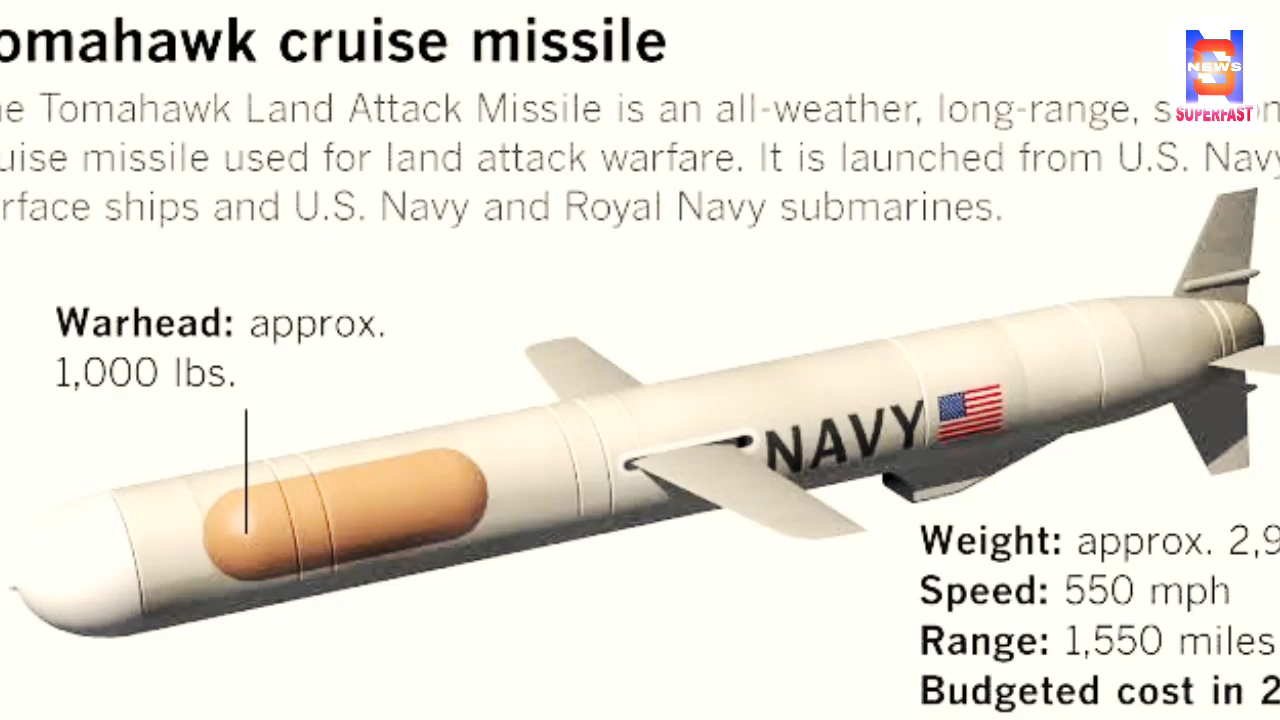 omahawk cruise missile
e Tomahawk Land Attack Missile is an all-weather, long-range, s on
uise missile used for land attack warfare. It is launched from U.S. Navy
rface ships and U.S. Navy and Royal Navy submarines.
Warhead: approx.
1,000 lbs.
NAVY
Weight: approx. 2,9
Speed: 550 mph
Range: 1,550 miles
Budgeted cost in 2
S
NEWS
SUPERFAST